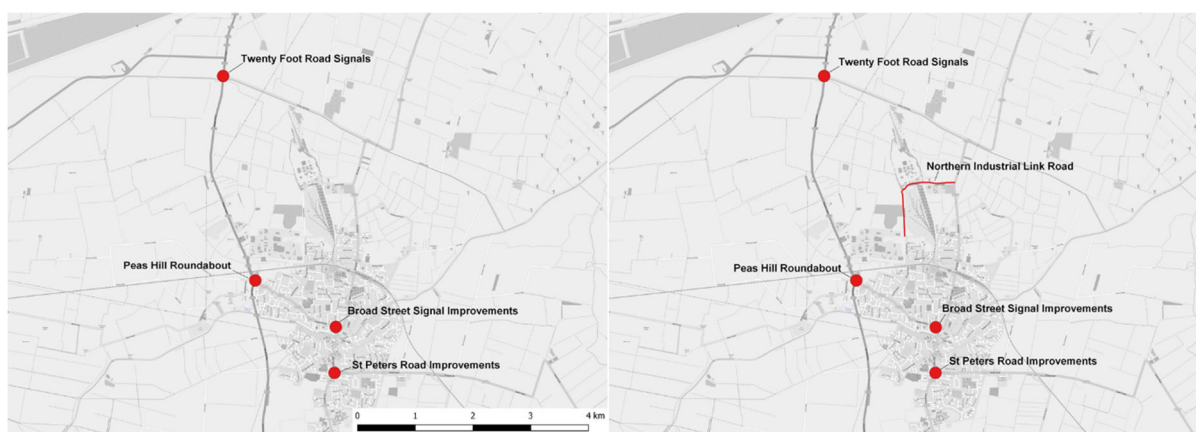 Twenty Foot Road Signals
Peas Hill Roundabout
Broad Street Signal Improvements
St Peters Road Improvements
0 1 2 3 4 km
Twenty Foot Road Signals
Northern Industrial Link Road
Peas Hill Roundabout
Broad Street Signal Improvements
St Peters Road Improvements